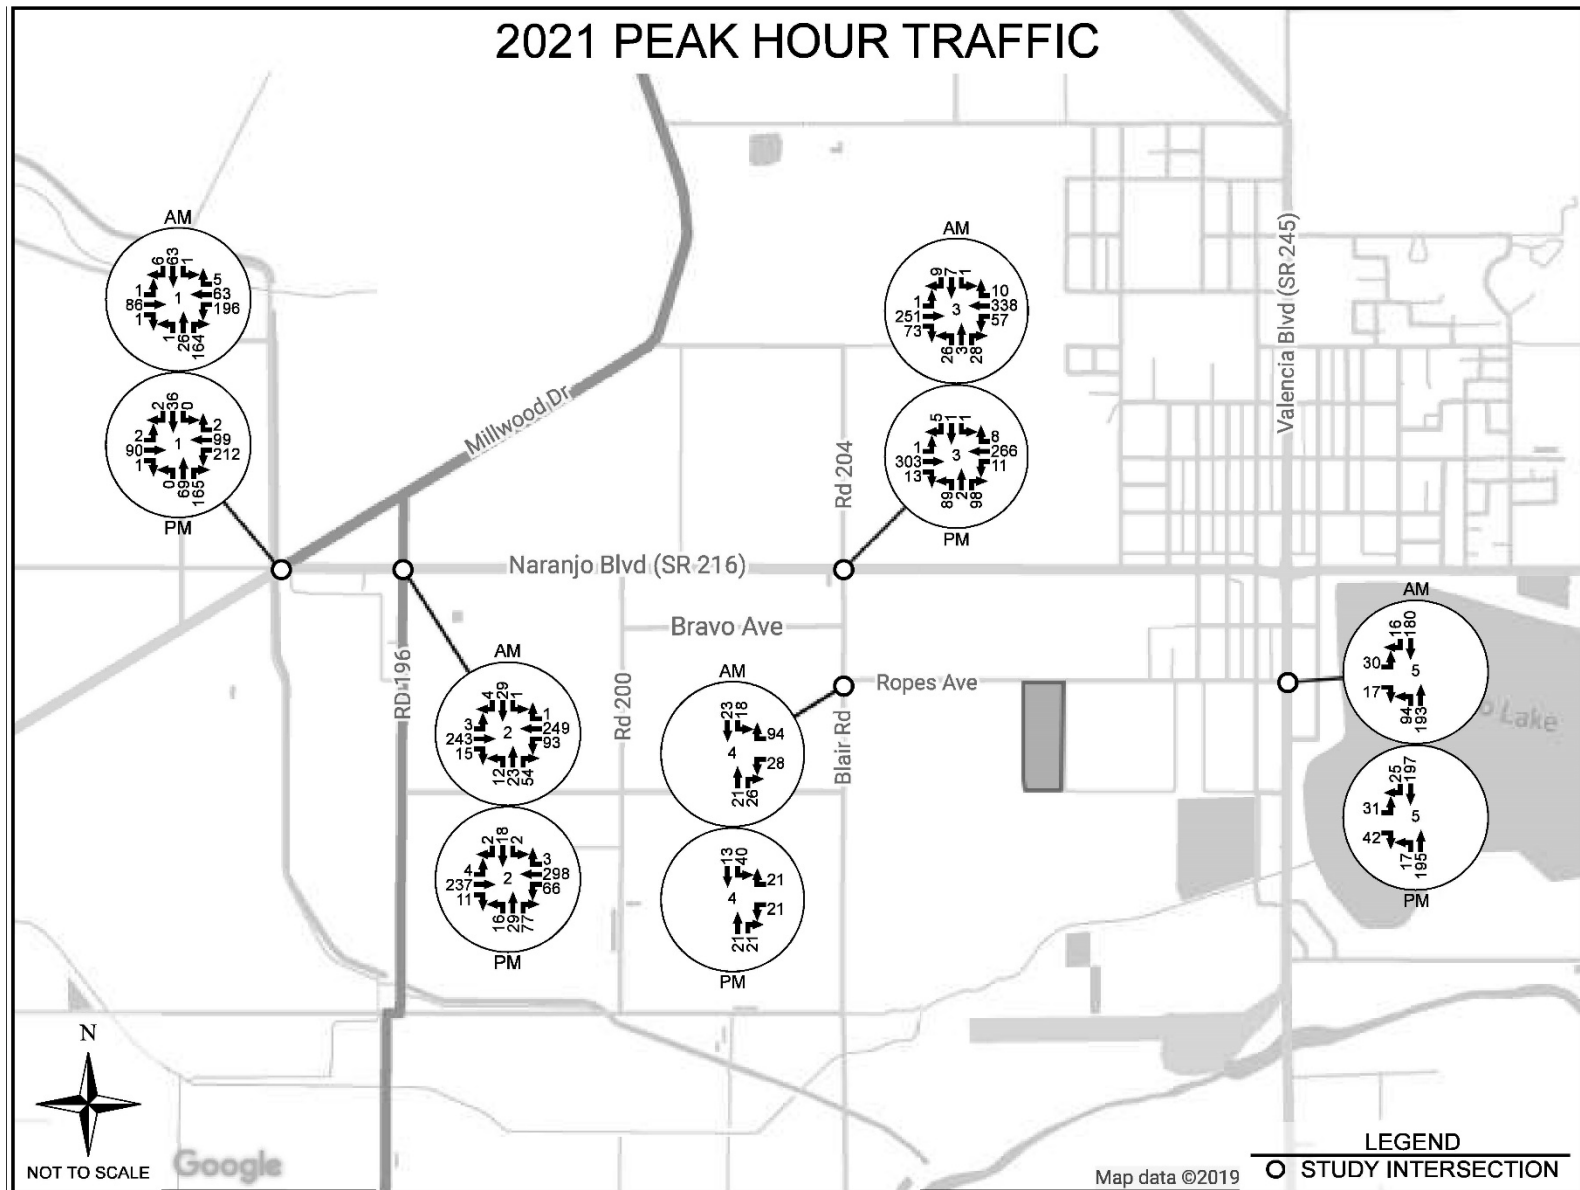 2021 PEAK HOUR TRAFFIC
AM
6 63 1
1 5
86 1 63
1 196
1 26 164
2 36 0
2 2
90 1 99
1 212
0 69 165
PM
AM
9 7 1
1 10
251 3 338
73 57
26 3 28
5 1 1
1 8
303 3 266
13 11
89 2 98
PM
Millwood Dr
Rd 204
Valencia Blvd (SR 245)
Naranjo Blvd (SR 216)
Bravo Ave
Ropes Ave
RD 196
Rd 200
Blair Rd
AM
4 29 1
3 1
243 2 249
15 93
12 23 54
2 18 2
4 3
237 2 298
11 66
16 29 77
PM
AM
23 18
94
4
28
21 26
13 40
21
4
21
21 21
PM
AM
16 180
30
5
17
94 193
25 197
31
5
42
17 195
PM
Lake
N
NOT TO SCALE
Google
Map data ©2019
LEGEND
STUDY INTERSECTION